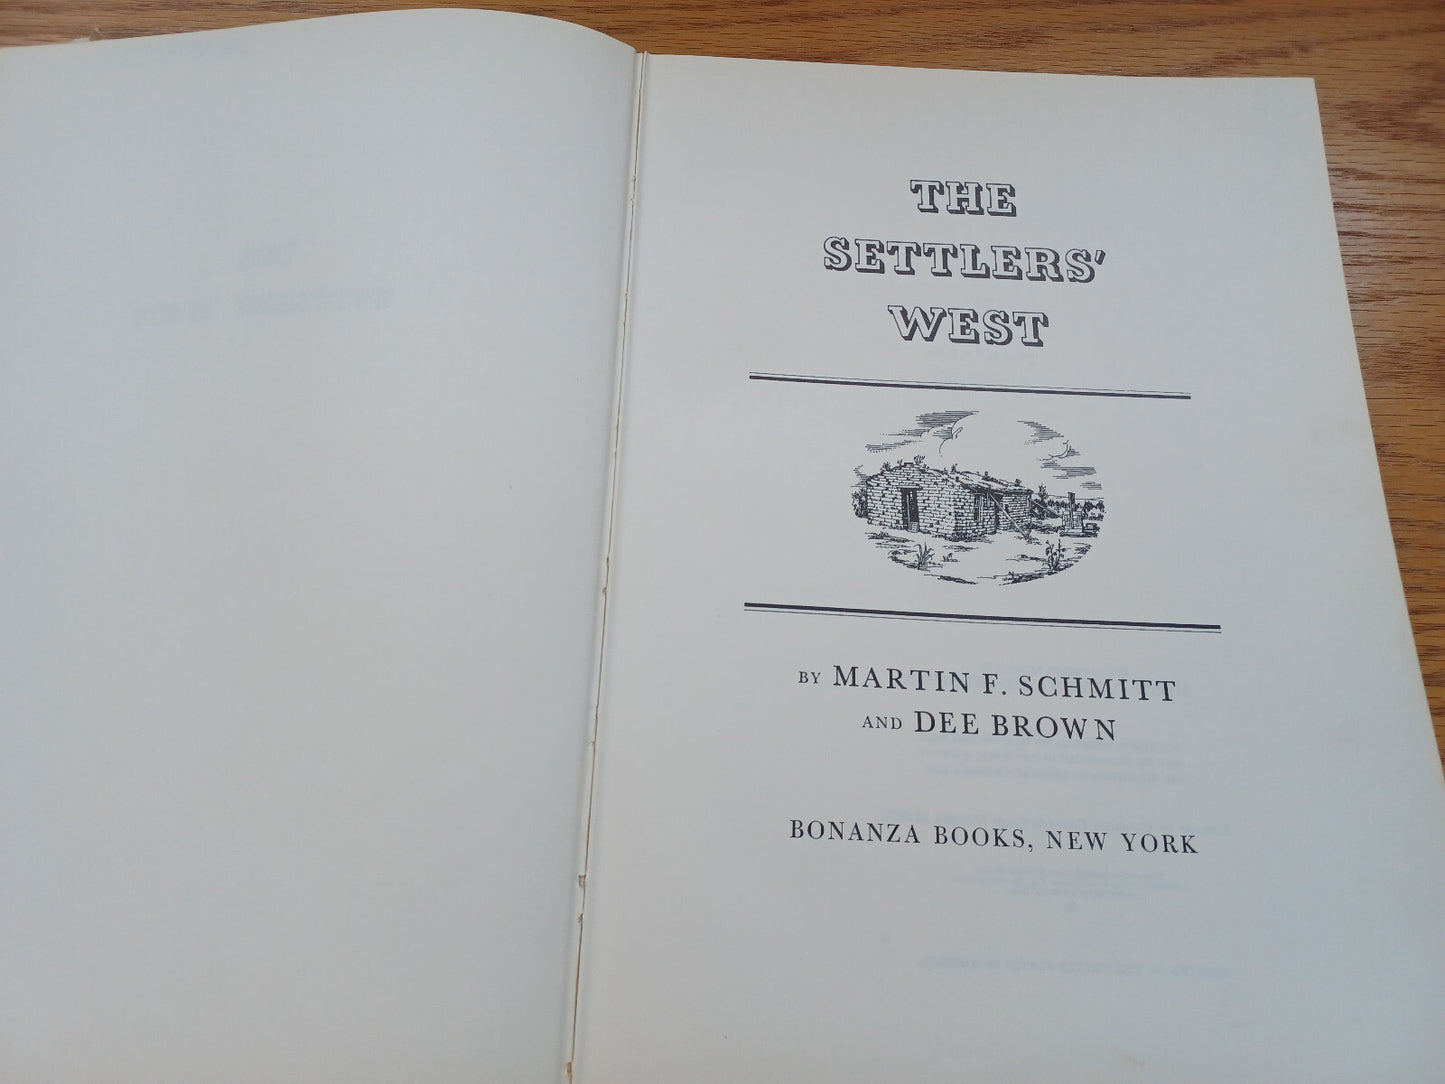 THE
SETTLERS'
WEST
BY MARTIN F. SCHMITT
AND DEE BROWN
BONANZA BOOKS, NEW YORK